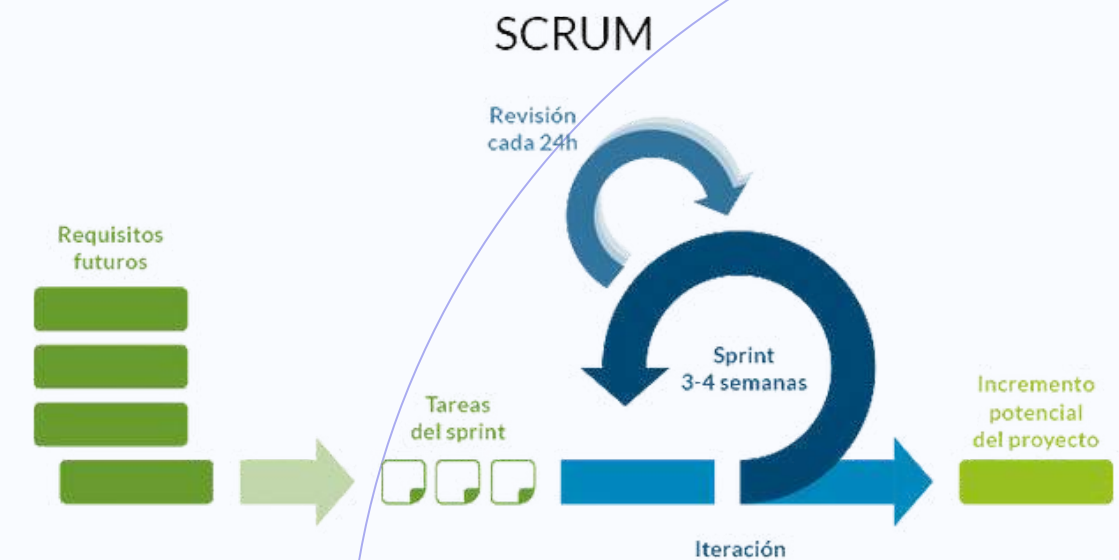 SCRUM
Revisión
cada 24h
Requisitos
futuros
Sprint
3-4 semanas
Tareas
del sprint
Incremento
potencial
del proyecto
Iteración